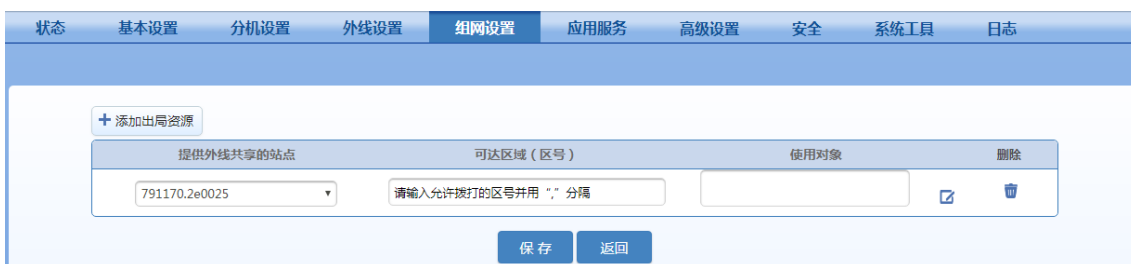 状态 基本设置 分机设置 外线设置 组网设置 应用服务 高级设置 安全 系统工具 日志
+ 添加出局资源
提供外线共享的站点 可达区域（区号） 使用对象 删除
791170.2e0025 请输入允许拨打的区号并用 “,” 分隔
保存 返回